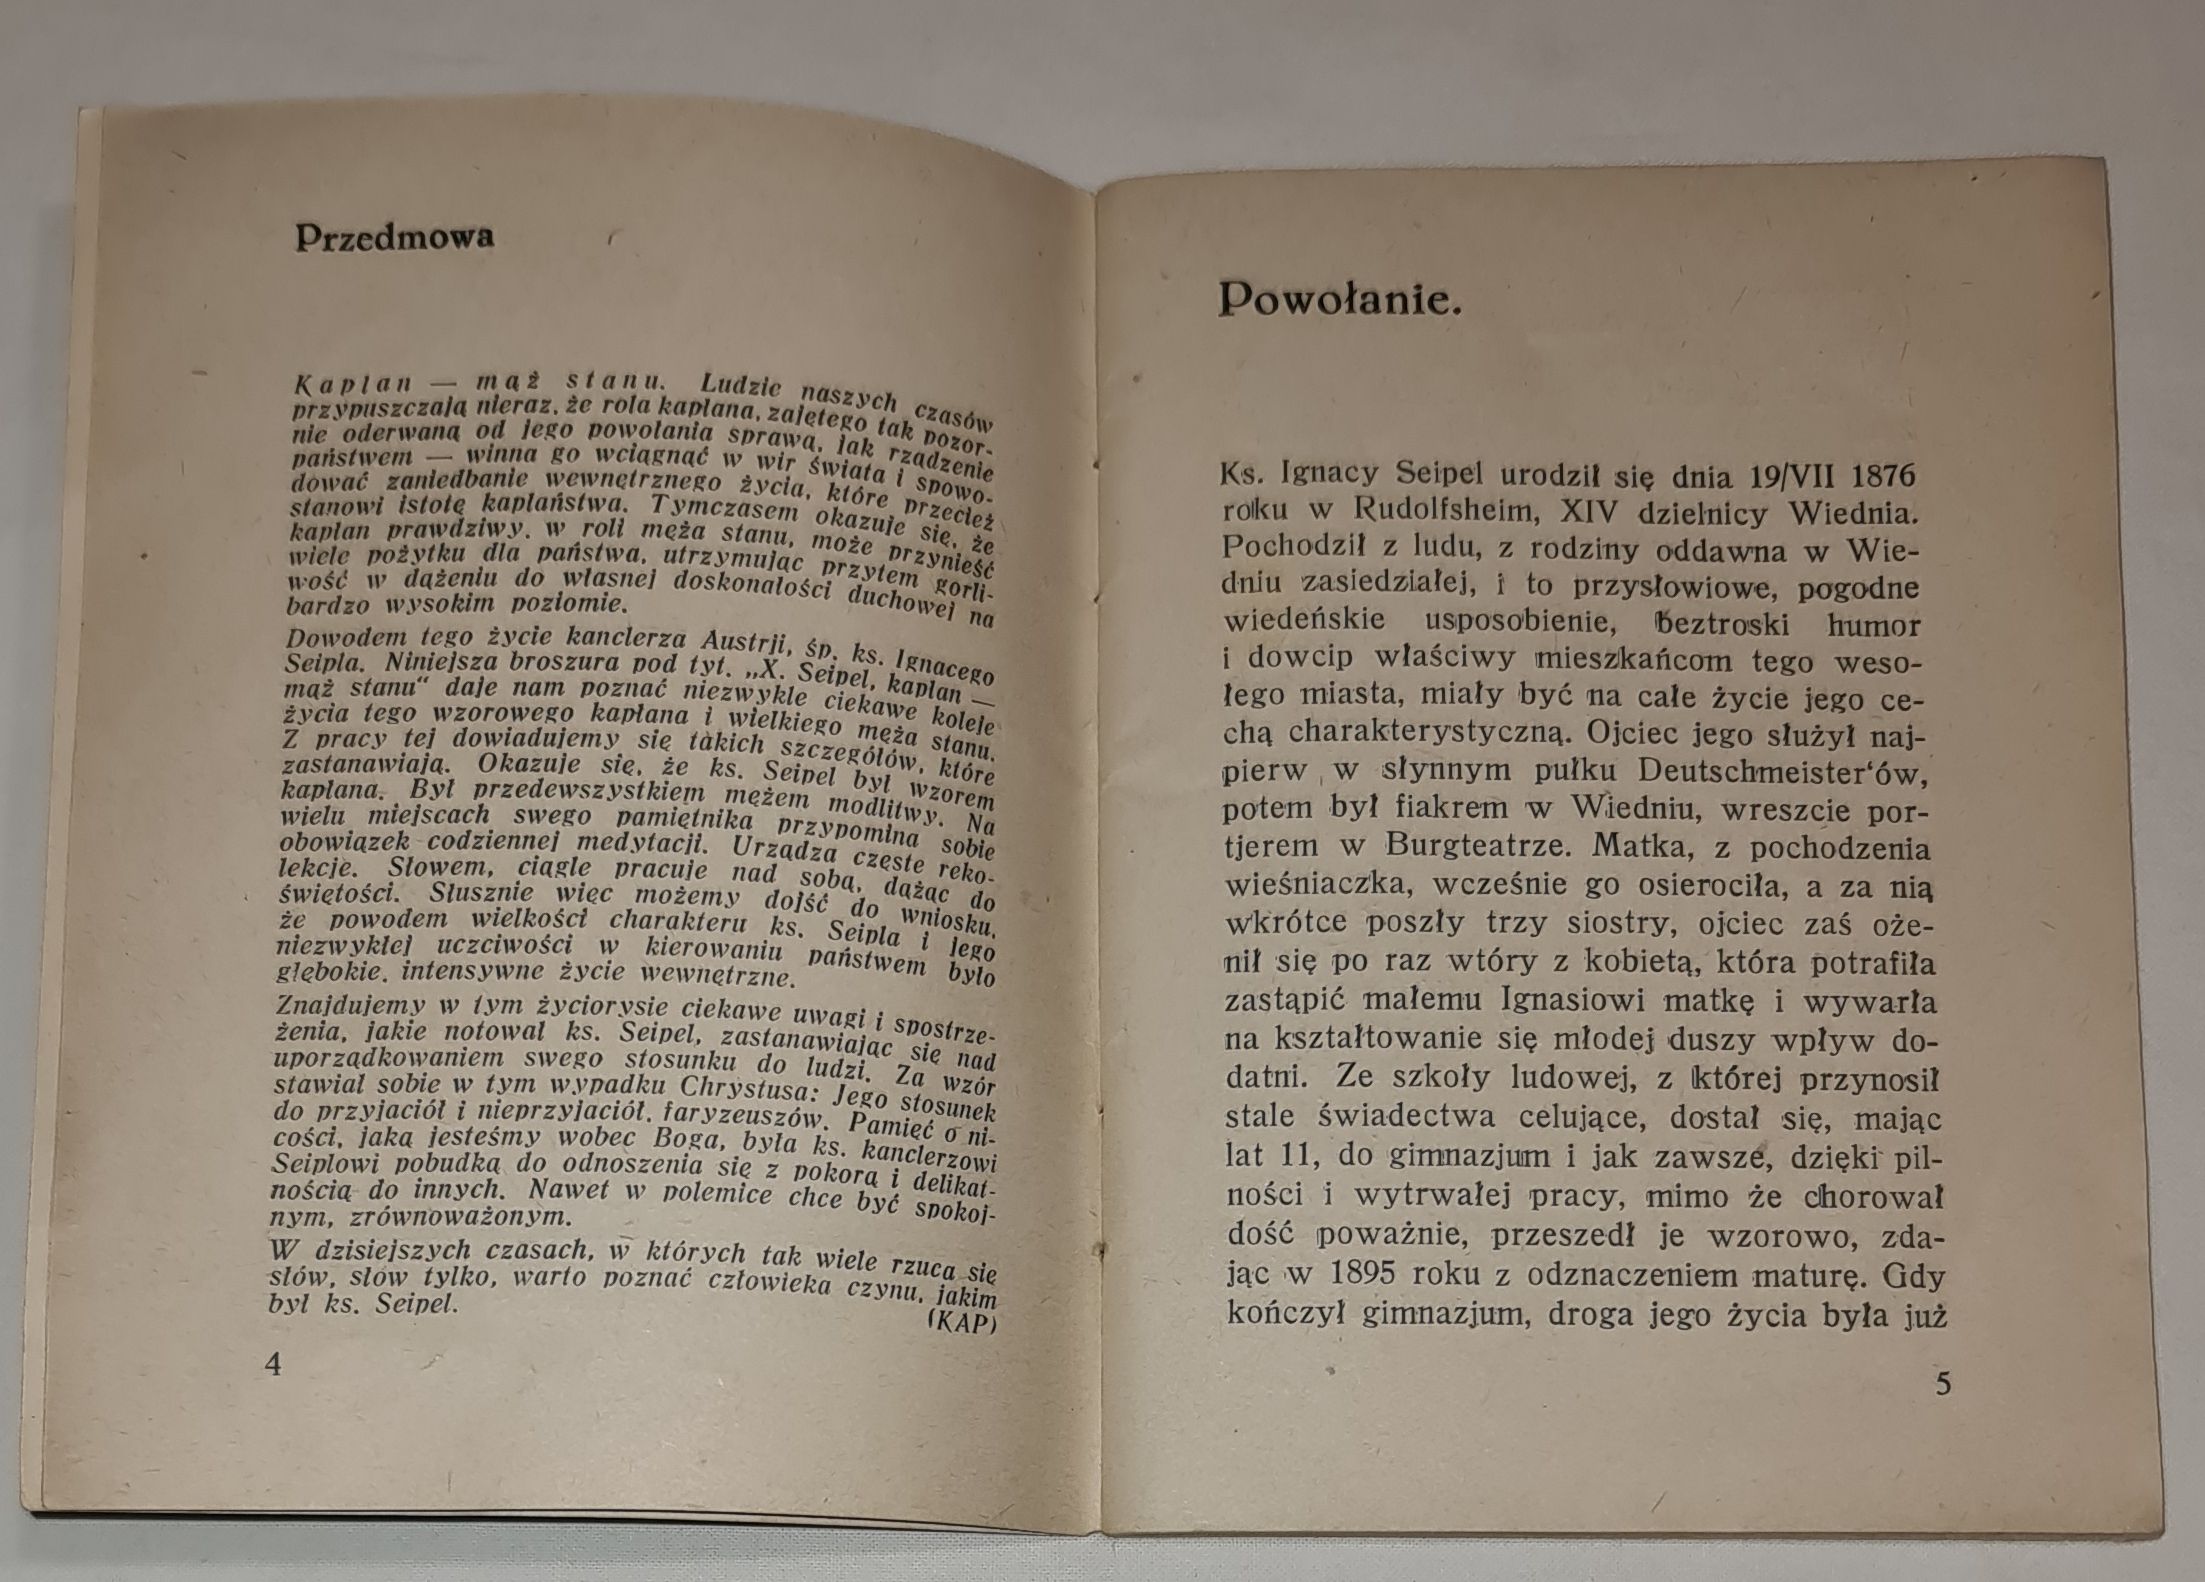 Przedmowa
Kapłan — mąż stanu. Ludzie naszych czasów
przypuszczają nieraz, że rola kapłana, zajętego tak pozor-
nie oderwaną od jego powołania sprawą, jak rządzenie
państwem — winna go wciągnąć w wir świata i spowo-
dować zaniedbanie wewnętrznego życia, które przecież
stanowi istotę kapłaństwa. Tymczasem okazuje się, że
kapłan prawdziwy, w roli męża stanu, może przynieść
wiele pożytku dla państwa, utrzymując przytem gorli-
wość w dążeniu do własnej doskonałości duchowej na
bardzo wysokim poziomie.
Dowodem tego życie kanclerza Austrji, śp. ks. Ignacego
Seipla. Niniejsza broszura pod tyt. „X. Seipel, kapłan —
mąż stanu“ daje nam poznać niezwykle ciekawe koleje
życia tego wzorowego kapłana i wielkiego męża stanu.
Z pracy tej dowiadujemy się takich szczegółów, które
zastanawiają. Okazuje się, że ks. Seipel był wzorem
kapłana. Był przedewszystkiem mężem modlitwy. Na
wielu miejscach swego pamiętnika przypomina sobie
obowiązek codziennej medytacji. Urządza częste reko-
lekcje. Słowem, ciągle pracuje nad sobą, dążąc do
świętości. Słusznie więc możemy dojść do wniosku,
że powodem wielkości charakteru ks. Seipla i jego
niezwykłej uczciwości w kierowaniu państwem było
głębokie, intensywne życie wewnętrzne.
Znajdujemy w tym życiorysie ciekawe uwagi i spostrze-
żenia, jakie notował ks. Seipel, zastanawiając się nad
uporządkowaniem swego stosunku do ludzi. Za wzór
stawiał sobie w tym wypadku Chrystusa: Jego stosunek
do przyjaciół i nieprzyjaciół, faryzeuszów. Pamięć o ni-
cości, jaką jesteśmy wobec Boga, była ks. kanclerzowi
Seiplowi pobudką do odnoszenia się z pokorą i delikat-
nością do innych. Nawet w polemice chce być spokoj-
nym, zrównoważonym.
W dzisiejszych czasach, w których tak wiele rzuca się
słów, słów tylko, warto poznać człowieka czynu, jakim
był ks. Seipel.
(KAP)
4
Powołanie.
Ks. Ignacy Seipel urodził się dnia 19/VII 1876
roku w Rudolfsheim, XIV dzielnicy Wiednia.
Pochodził z ludu, z rodziny oddawna w Wie-
dniu zasiedziałej, i to przysłowiowe, pogodne
wiedeńskie usposobienie, beztroski humor
i dowcip właściwy mieszkańcom tego weso-
łego miasta, miały być na całe życie jego ce-
chą charakterystyczną. Ojciec jego służył naj-
pierw w słynnym pułku Deutschmeister‘ów,
potem był fiakrem w Wiedniu, wreszcie por-
tjerem w Burgteatrze. Matka, z pochodzenia
wieśniaczka, wcześnie go osierociła, a za nią
wkrótce poszły trzy siostry, ojciec zaś oże-
nił się po raz wtóry z kobietą, która potrafiła
zastąpić małemu Ignasiowi matkę i wywarła
na kształtowanie się młodej duszy wpływ do-
datni. Ze szkoły ludowej, z której przynosił
stale świadectwa celujące, dostał się, mając
lat 11, do gimnazjum i jak zawsze, dzięki pil-
ności i wytrwałej pracy, mimo że chorował
dość poważnie, przeszedł je wzorowo, zda-
jąc w 1895 roku z odznaczeniem maturę. Gdy
kończył gimnazjum, droga jego życia była już
5